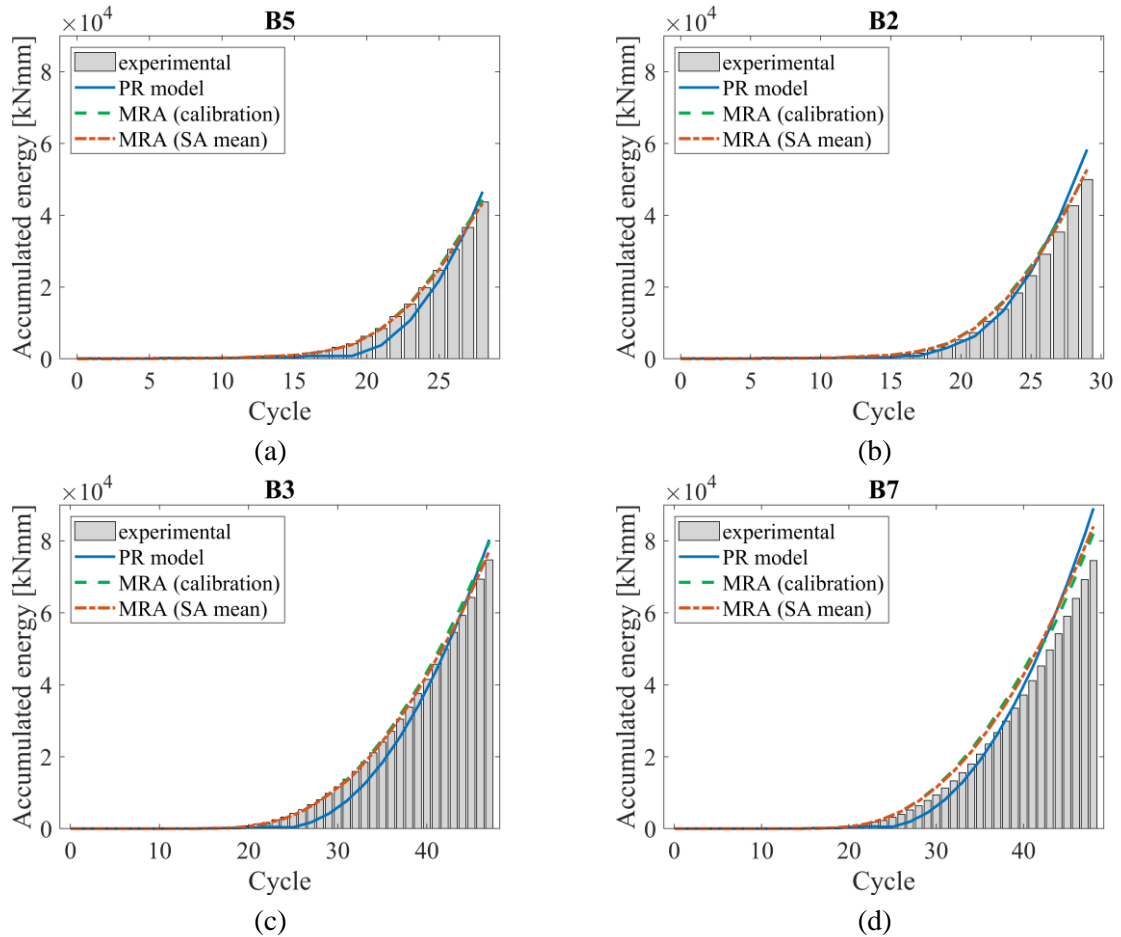 B5
×10⁴
Accumulated energy [kNmm]
8
6
4
2
0
experimental
PR model
MRA (calibration)
MRA (SA mean)
0 5 10 15 20 25
Cycle
(a)
B2
×10⁴
Accumulated energy [kNmm]
8
6
4
2
0
experimental
PR model
MRA (calibration)
MRA (SA mean)
0 5 10 15 20 25 30
Cycle
(b)
B3
×10⁴
Accumulated energy [kNmm]
8
6
4
2
0
experimental
PR model
MRA (calibration)
MRA (SA mean)
0 10 20 30 40
Cycle
(c)
B7
×10⁴
Accumulated energy [kNmm]
8
6
4
2
0
experimental
PR model
MRA (calibration)
MRA (SA mean)
0 10 20 30 40
Cycle
(d)